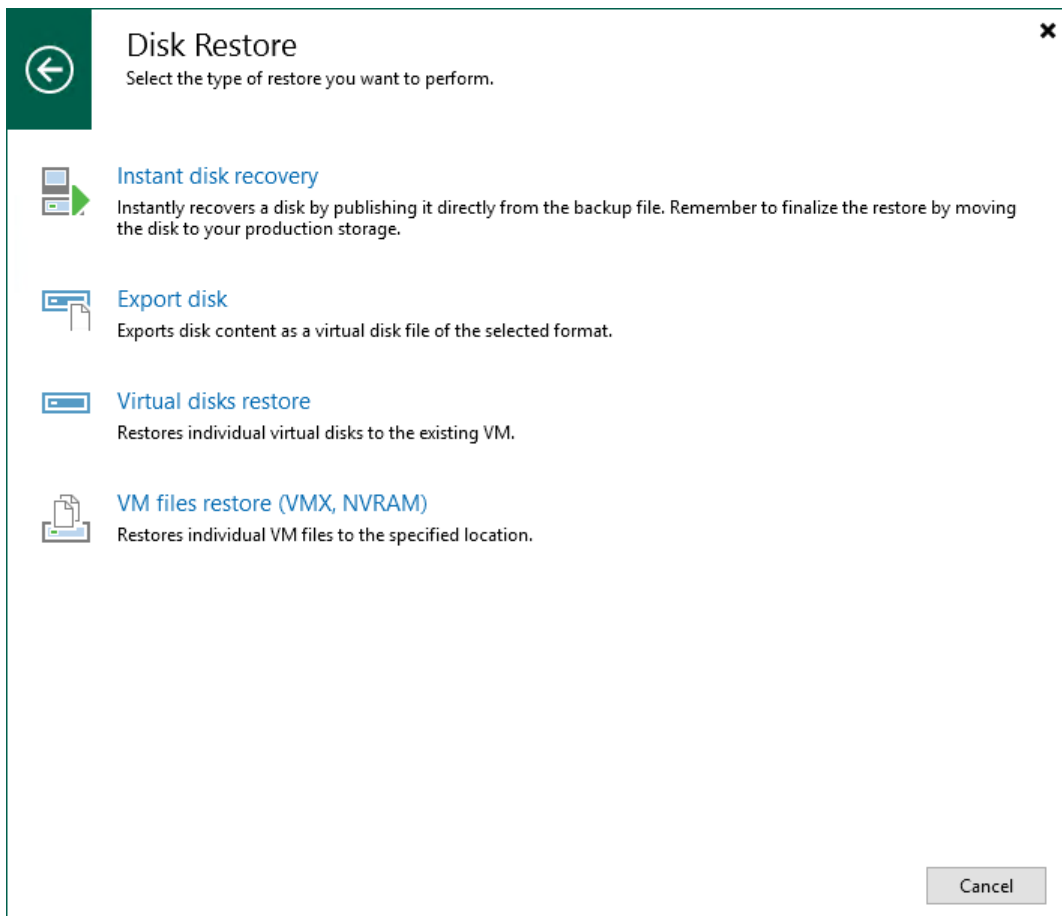 Disk Restore
Select the type of restore you want to perform.
Instant disk recovery
Instantly recovers a disk by publishing it directly from the backup file. Remember to finalize the restore by moving
the disk to your production storage.
Export disk
Exports disk content as a virtual disk file of the selected format.
Virtual disks restore
Restores individual virtual disks to the existing VM.
VM files restore (VMX, NVRAM)
Restores individual VM files to the specified location.
Cancel